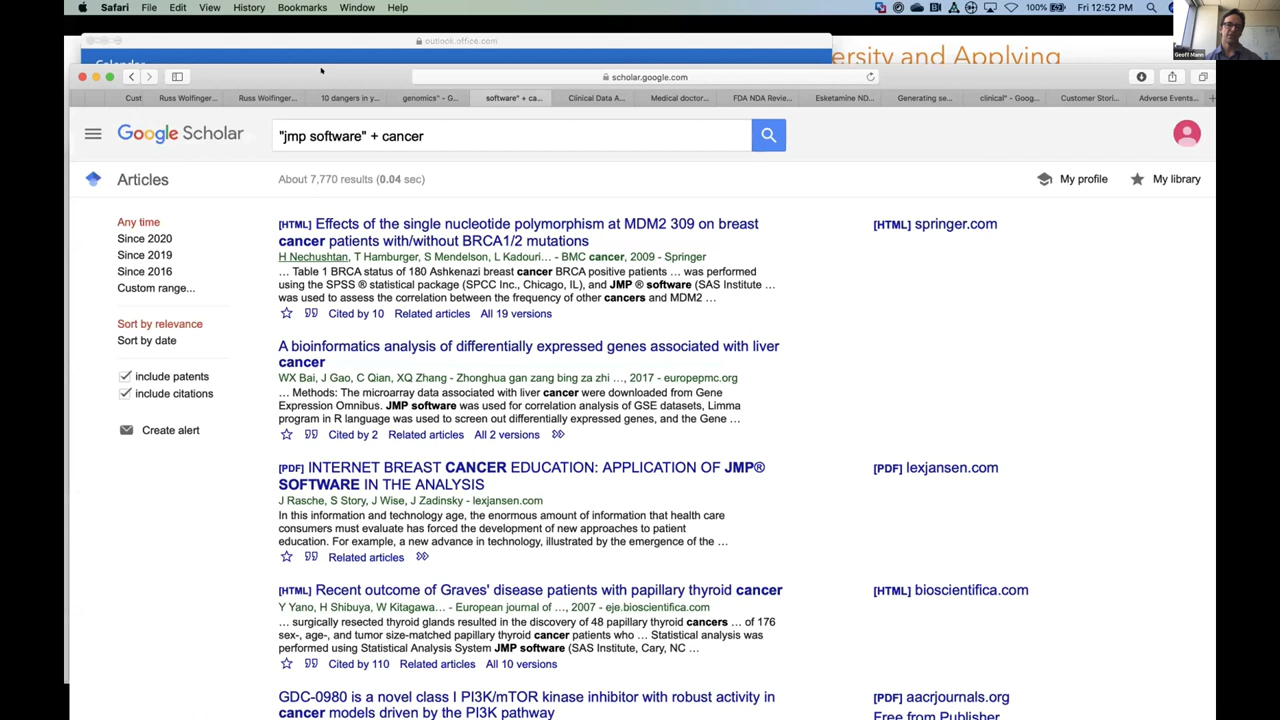 Safari File Edit View History Bookmarks Window Help 100% Fri 12:52 PM
Geoff Mann
outlook.office.com
Calendar
ersity and Applying
scholar.google.com
Cust Russ Wolfinger... Russ Wolfinger... 10 dangers in y... genomics" - G... software" + ca... Clinical Data A... Medical doctor... FDA NDA Revie... Esketamine ND... Generating se... clinical" - Goog... Customer Stori... Adverse Events...
Google Scholar
"jmp software" + cancer
Articles
About 7,770 results (0.04 sec)
My profile
My library
Any time
Since 2020
Since 2019
Since 2016
Custom range...
Sort by relevance
Sort by date
include patents
include citations
Create alert
[HTML] Effects of the single nucleotide polymorphism at MDM2 309 on breast
cancer patients with/without BRCA1/2 mutations
[HTML] springer.com
H Nechushtan, T Hamburger, S Mendelson, L Kadouri… - BMC cancer, 2009 - Springer
… Table 1 BRCA status of 180 Ashkenazi breast cancer BRCA positive patients … was performed
using the SPSS ® statistical package (SPCC Inc., Chicago, IL), and JMP ® software (SAS Institute …
was used to assess the correlation between the frequency of other cancers and MDM2 …
Cited by 10 Related articles All 19 versions
A bioinformatics analysis of differentially expressed genes associated with liver
cancer
WX Bai, J Gao, C Qian, XQ Zhang - Zhonghua gan zang bing za zhi …, 2017 - europepmc.org
… Methods: The microarray data associated with liver cancer were downloaded from Gene
Expression Omnibus. JMP software was used for correlation analysis of GSE datasets, Limma
program in R language was used to screen out differentially expressed genes, and the Gene …
Cited by 2 Related articles All 2 versions
[PDF] INTERNET BREAST CANCER EDUCATION: APPLICATION OF JMP®
SOFTWARE IN THE ANALYSIS
[PDF] lexjansen.com
J Rasche, S Story, J Wise, J Zadinsky - lexjansen.com
In this information and technology age, the enormous amount of information that health care
consumers must evaluate has forced the development of new approaches to patient
education. For example, a new advance in technology, illustrated by the emergence of the …
Related articles
[HTML] Recent outcome of Graves' disease patients with papillary thyroid cancer
[HTML] bioscientifica.com
Y Yano, H Shibuya, W Kitagawa… - European journal of …, 2007 - eje.bioscientifica.com
… surgically resected thyroid glands resulted in the discovery of 48 papillary thyroid cancers … of 176
sex-, age-, and tumor size-matched papillary thyroid cancer patients who … Statistical analysis was
performed using Statistical Analysis System JMP software (SAS Institute, Cary, NC …
Cited by 110 Related articles All 10 versions
GDC-0980 is a novel class I PI3K/mTOR kinase inhibitor with robust activity in
cancer models driven by the PI3K pathway
[PDF] aacrjournals.org
Free from Publisher